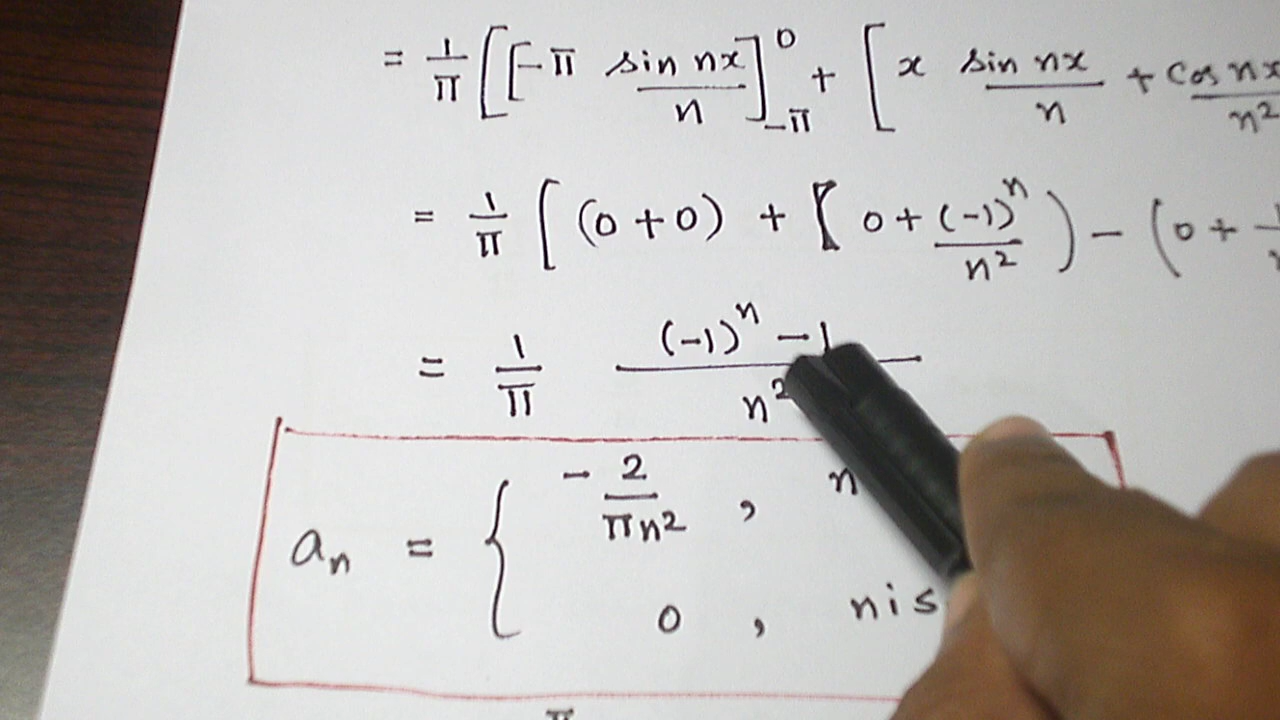 = 1/π [ [ -π sin nx/n ]_{-π}^{0} + [ x sin nx/n + cos nx/n²
= 1/π [ (0 + 0) + [ 0 + (-1)^n/n² ) - ( 0 +
= 1/π ((-1)^n - 1)/n²
a_n = { -2/(πn²) , n
0 , n is
π